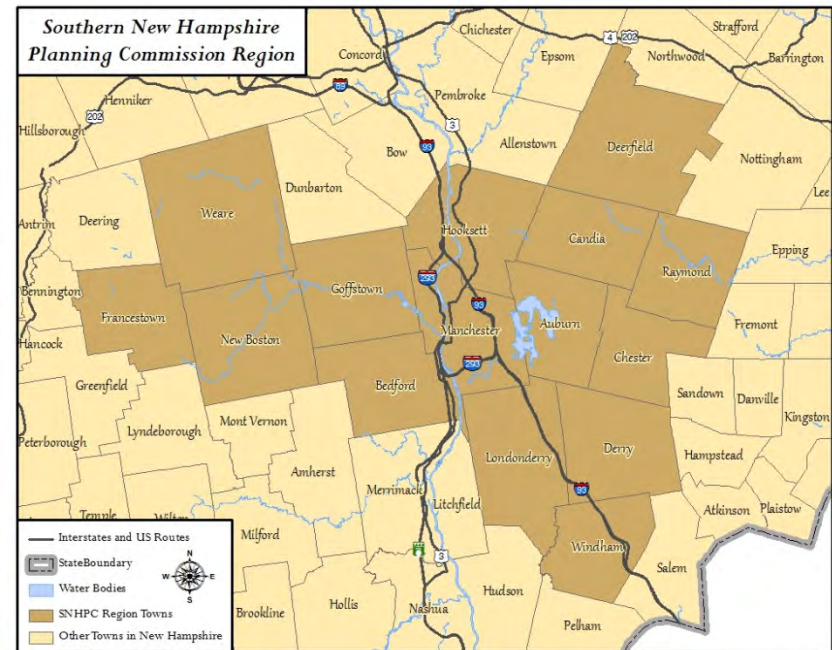 Southern New Hampshire
Planning Commission Region
Chichester
Strafford
4
202
Northwood
Barrington
Concord
Epsom
89
Henniker
Pembroke
202
Hillsborough
3
Allenstown
Bow
93
Deerfield
Nottingham
Dunbarton
Lee
Weare
Antrim
Deering
Hooksett
Candia
Epping
Raymond
293
Bennington
Goffstown
93
Francestown
Auburn
Fremont
New Boston
Manchester
Hancock
Chester
293
Greenfield
Bedford
Sandown
Danville
Mont Vernon
Kingston
Lyndeborough
Peterborough
Derry
Londonderry
Hampstead
Amherst
Merrimack
93
Litchfield
Atkinson
Plaistow
Temple
Wilton
Milford
Windham
3
Salem
Hudson
Brookline
Hollis
Nashua
Pelham
Interstates and US Routes
StateBoundary
Water Bodies
SNHPC Region Towns
Other Towns in New Hampshire
N
W
E
S